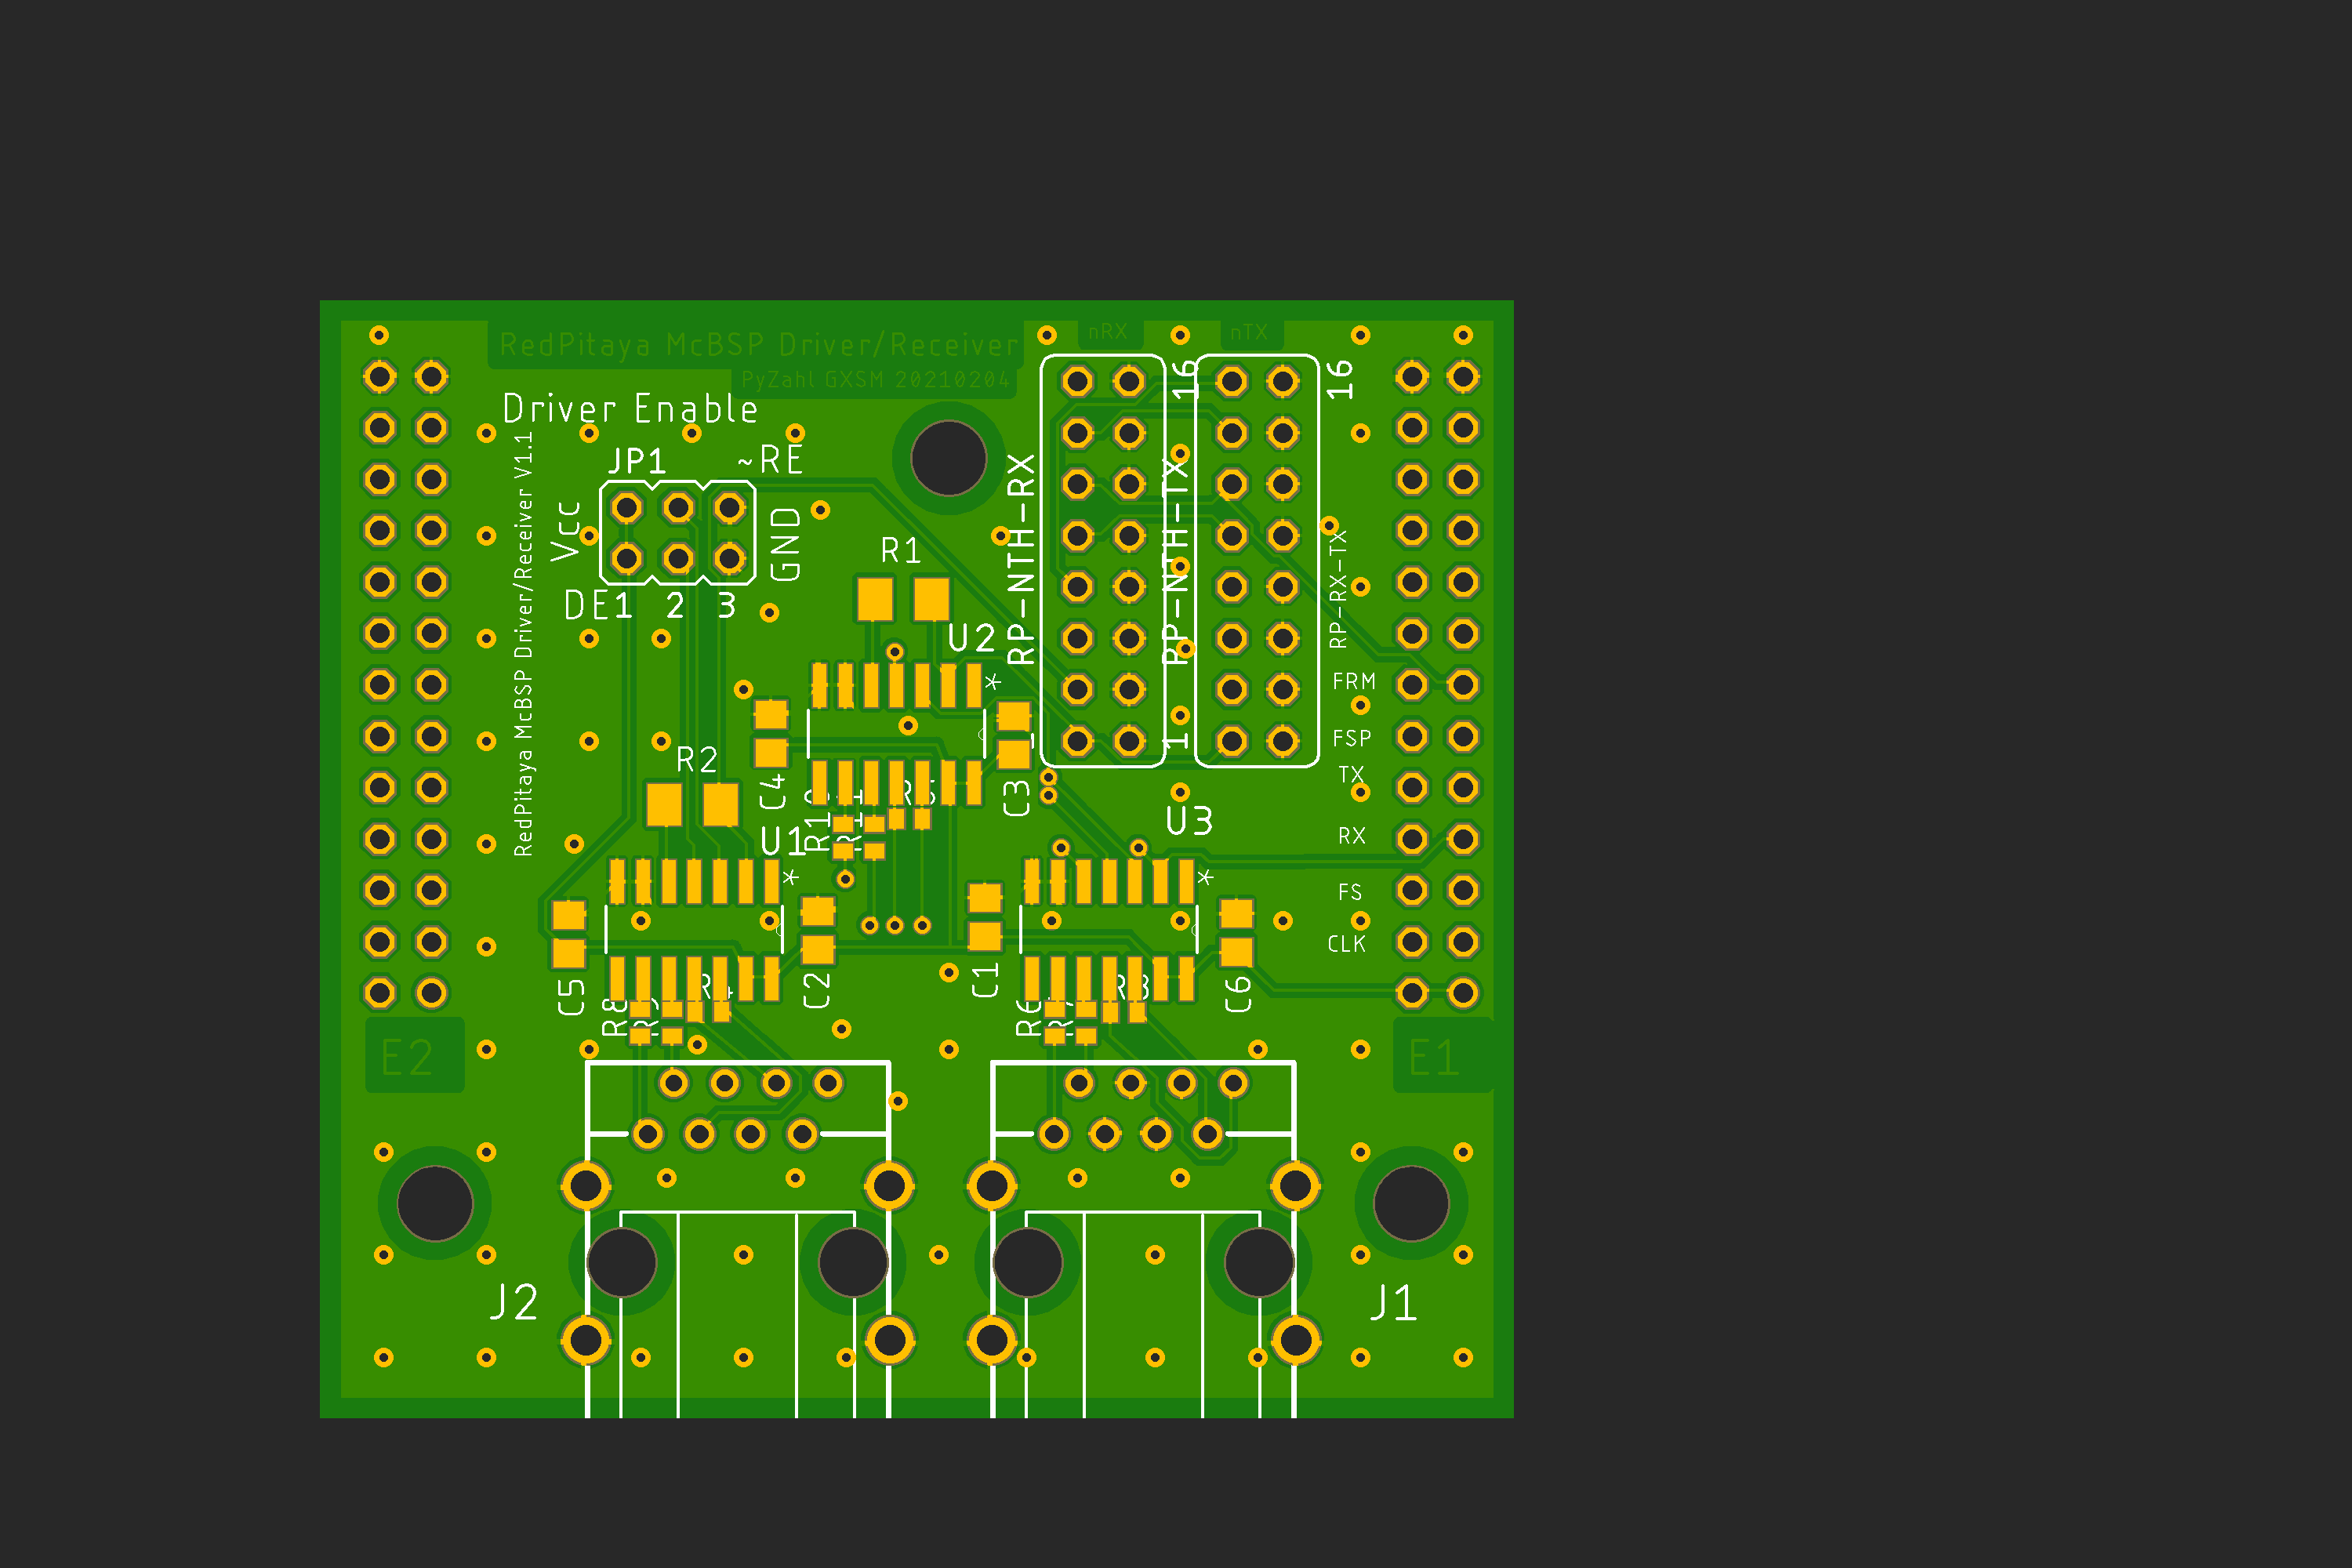 RedPitaya McBSP Driver/Receiver
nRX
nTX
PyZahl GXSM 20210204
16
16
Driver Enable
JP1
~RE
Vcc
GND
DE1 2 3
RedPitaya McBSP Driver/Receiver V1.1
R1
U2
*
RP-NTH-RX
RP-NTH-TX
RP-RX-TX
FRM
FSP
TX
RX
FS
CLK
1
R2
C4
C3
U3
U1
*
*
C5
C2
C1
C6
R8
E2
E1
J2
J1